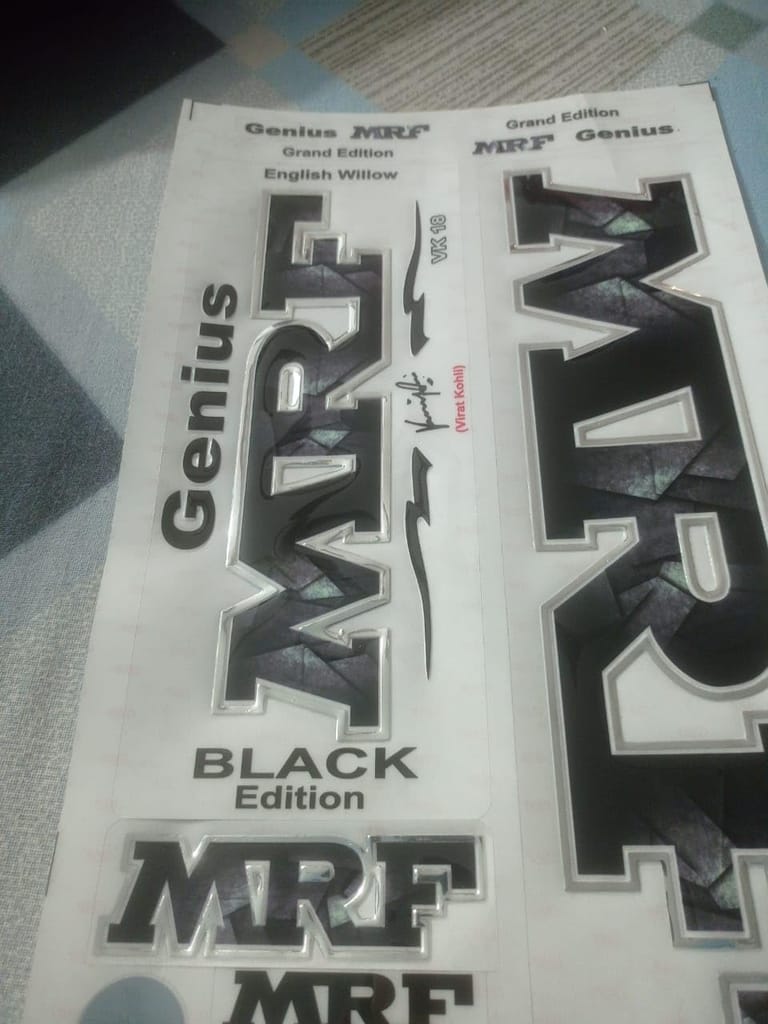 Genius MRF
Grand Edition
English Willow
Genius
MRF
VK 18
(Virat Kohli)
BLACK
Edition
MRF
MRF
Grand Edition
MRF Genius
MRF